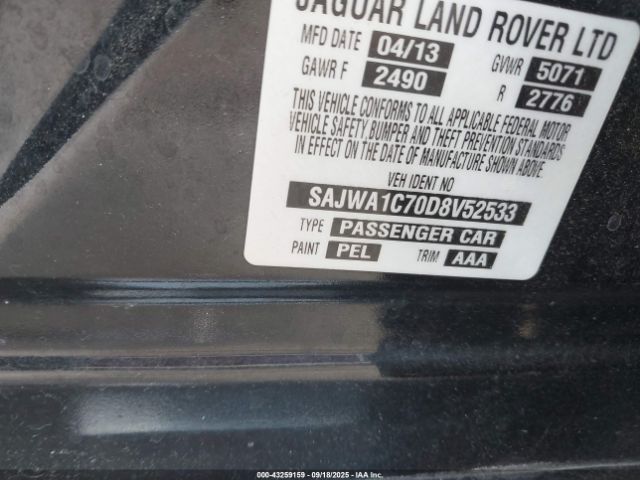 JAGUAR LAND ROVER LTD
MFD DATE 04/13 GVWR 5071
GAWR F 2490 R 2776
THIS VEHICLE CONFORMS TO ALL APPLICABLE FEDERAL MOTOR
VEHICLE SAFETY, BUMPER AND THEFT PREVENTION STANDARDS
IN EFFECT ON THE DATE OF MANUFACTURE SHOWN ABOVE.
VEH IDENT NO
SAJWA1C70D8V52533
TYPE PASSENGER CAR
PAINT PEL TRIM AAA
000-43259159 - 09/18/2025 - IAA Inc.